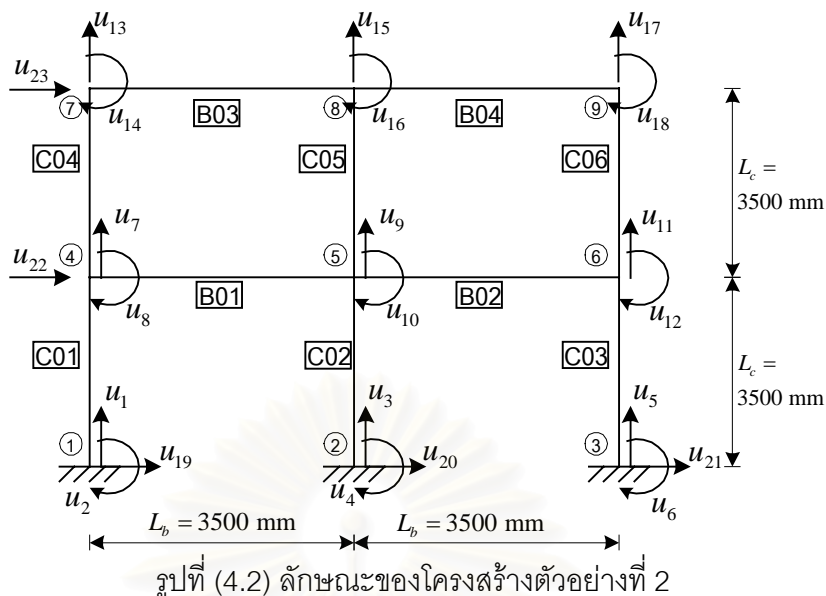 u₁₃ u₁₅ u₁₇
u₂₃
⑦ ⑧ ⑨
u₁₄ B03 u₁₆ B04 u₁₈
C04 C05 C06 L_c =
3500 mm
u₇ u₉ u₁₁
④ ⑤ ⑥
u₂₂
u₈ B01 u₁₀ B02 u₁₂
C01 C02 C03 L_c =
3500 mm
u₁ u₃ u₅
① ② ③
u₁₉ u₂₀ u₂₁
u₂ u₄ u₆
L_b = 3500 mm L_b = 3500 mm
รูปที่ (4.2) ลักษณะของโครงสร้างตัวอย่างที่ 2